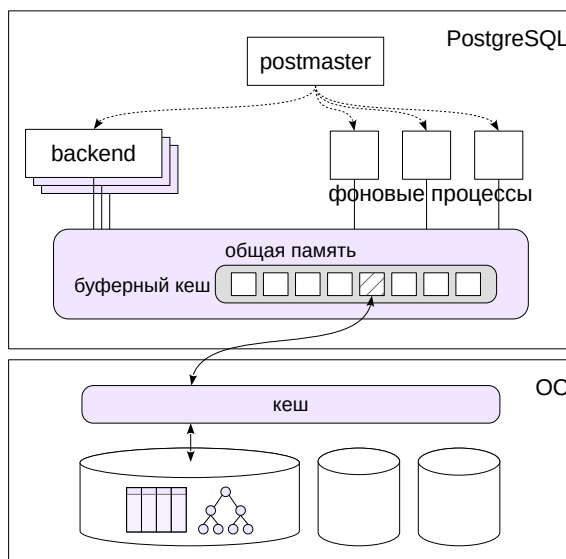 PostgreSQL
postmaster
backend
фоновые процессы
общая память
буферный кеш
ОС
кеш